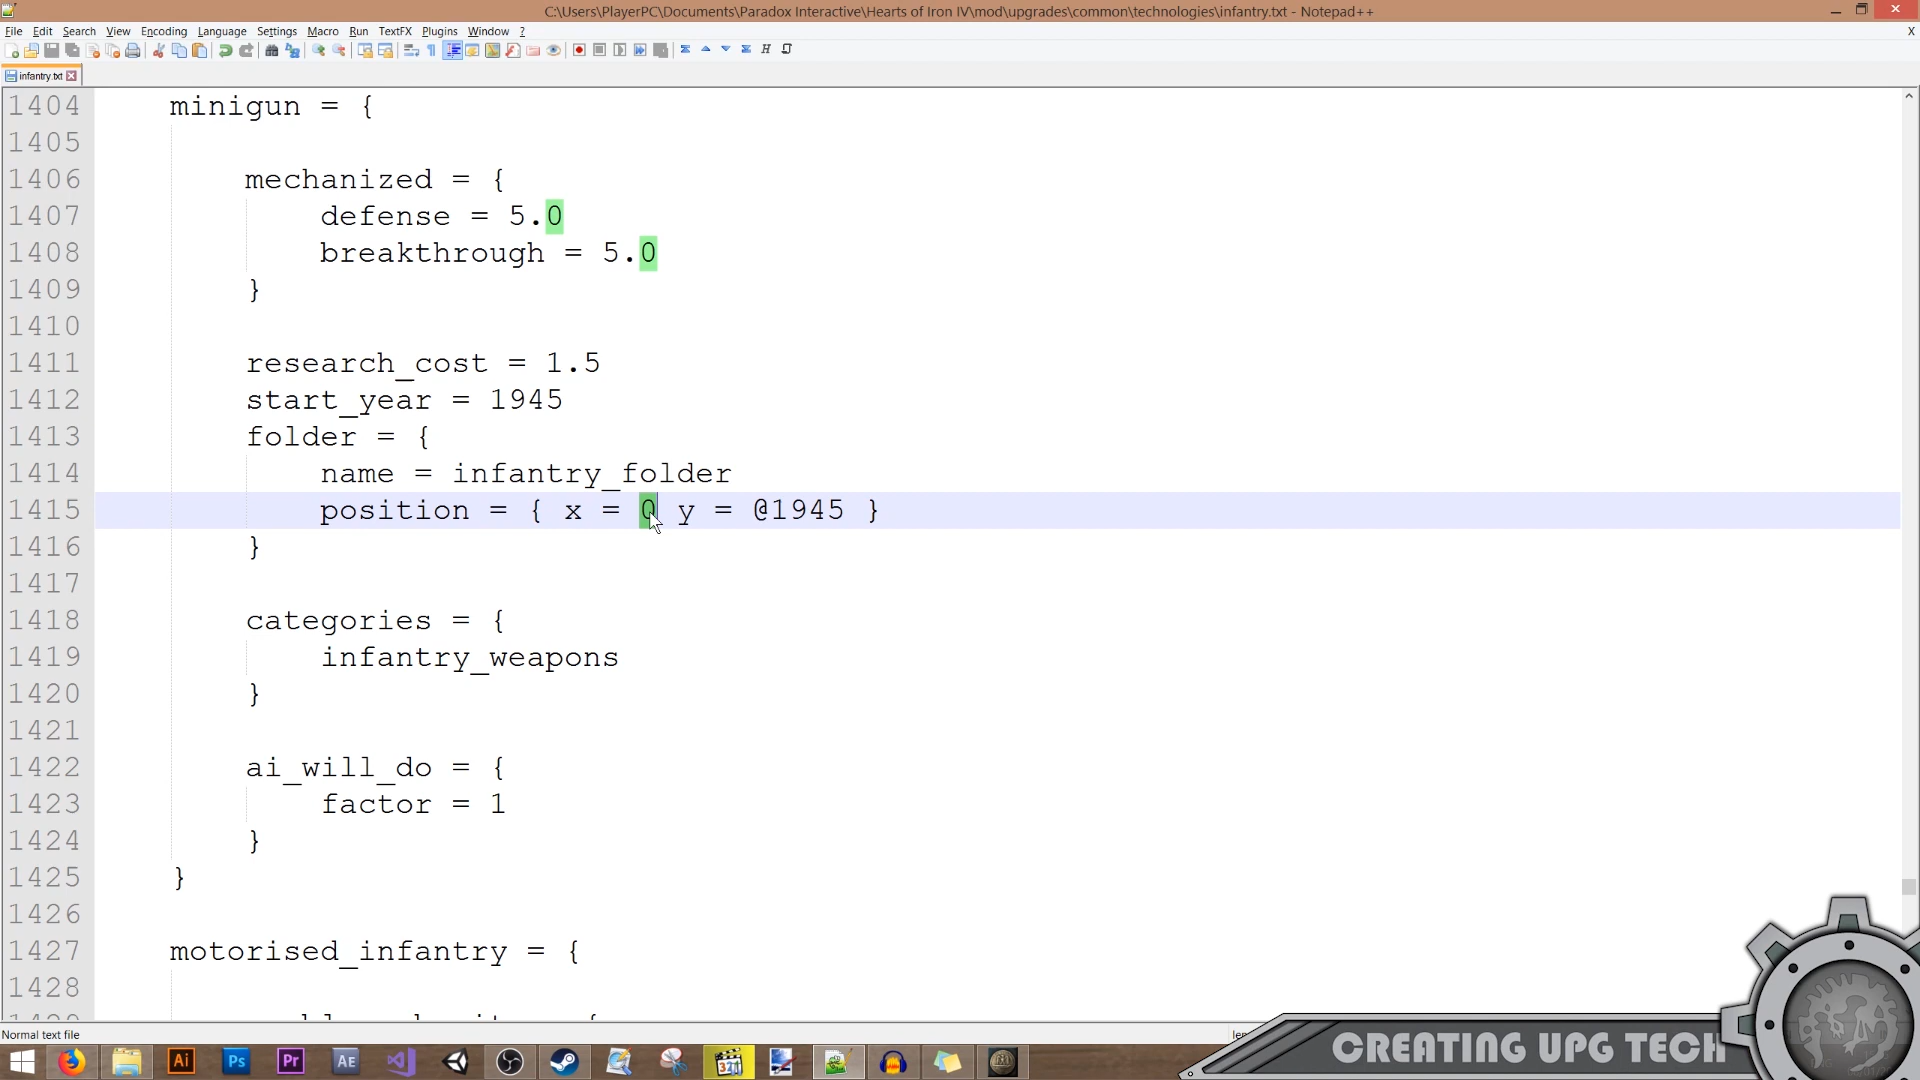 C:\Users\PlayerPC\Documents\Paradox Interactive\Hearts of Iron IV\mod\upgrades\common\technologies\infantry.txt - Notepad++
File Edit Search View Encoding Language Settings Macro Run TextFX Plugins Window ? X
infantry.txt
1404 minigun = {
1405
1406 mechanized = {
1407 defense = 5.0
1408 breakthrough = 5.0
1409 }
1410
1411 research_cost = 1.5
1412 start_year = 1945
1413 folder = {
1414 name = infantry_folder
1415 position = { x = 0 y = @1945 }
1416 }
1417
1418 categories = {
1419 infantry_weapons
1420 }
1421
1422 ai_will_do = {
1423 factor = 1
1424 }
1425 }
1426
1427 motorised_infantry = {
1428
Normal text file
CREATING UPG TECH
Ai Ps Pr AE